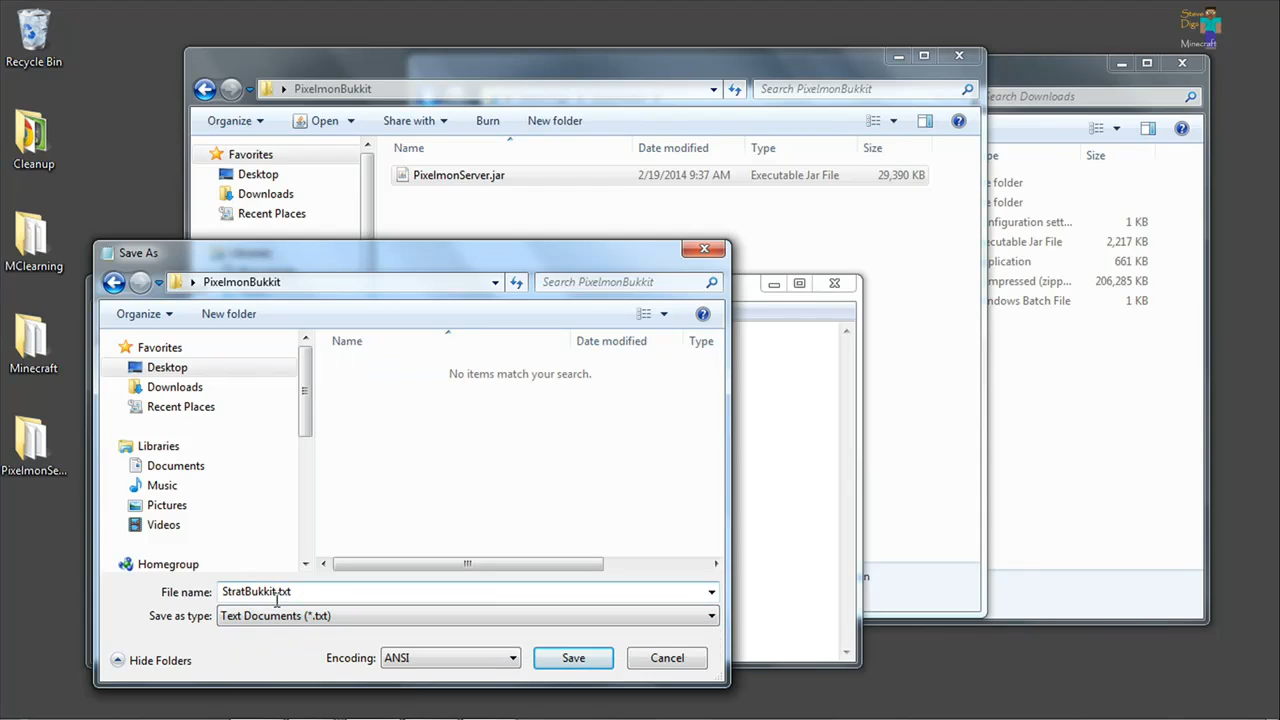 Recycle Bin
Cleanup
MClearning
Minecraft
PixelmonSe...
Steve
Digs
Minecraft
PixelmonBukkit
Search PixelmonBukkit
Organize
Open
Share with
Burn
New folder
Name
Date modified
Type
Size
Favorites
Desktop
Downloads
Recent Places
PixelmonServer.jar
2/19/2014 9:37 AM
Executable Jar File
29,390 KB
Search Downloads
pe
Size
e folder
e folder
onfiguration sett...
1 KB
ecutable Jar File
2,217 KB
pplication
661 KB
mpressed (zipp...
206,285 KB
indows Batch File
1 KB
Save As
PixelmonBukkit
Search PixelmonBukkit
Organize
New folder
Favorites
Desktop
Downloads
Recent Places
Libraries
Documents
Music
Pictures
Videos
Homegroup
Name
Date modified
Type
No items match your search.
File name:
StratBukkit.txt
Save as type:
Text Documents (*.txt)
Hide Folders
Encoding:
ANSI
Save
Cancel
n